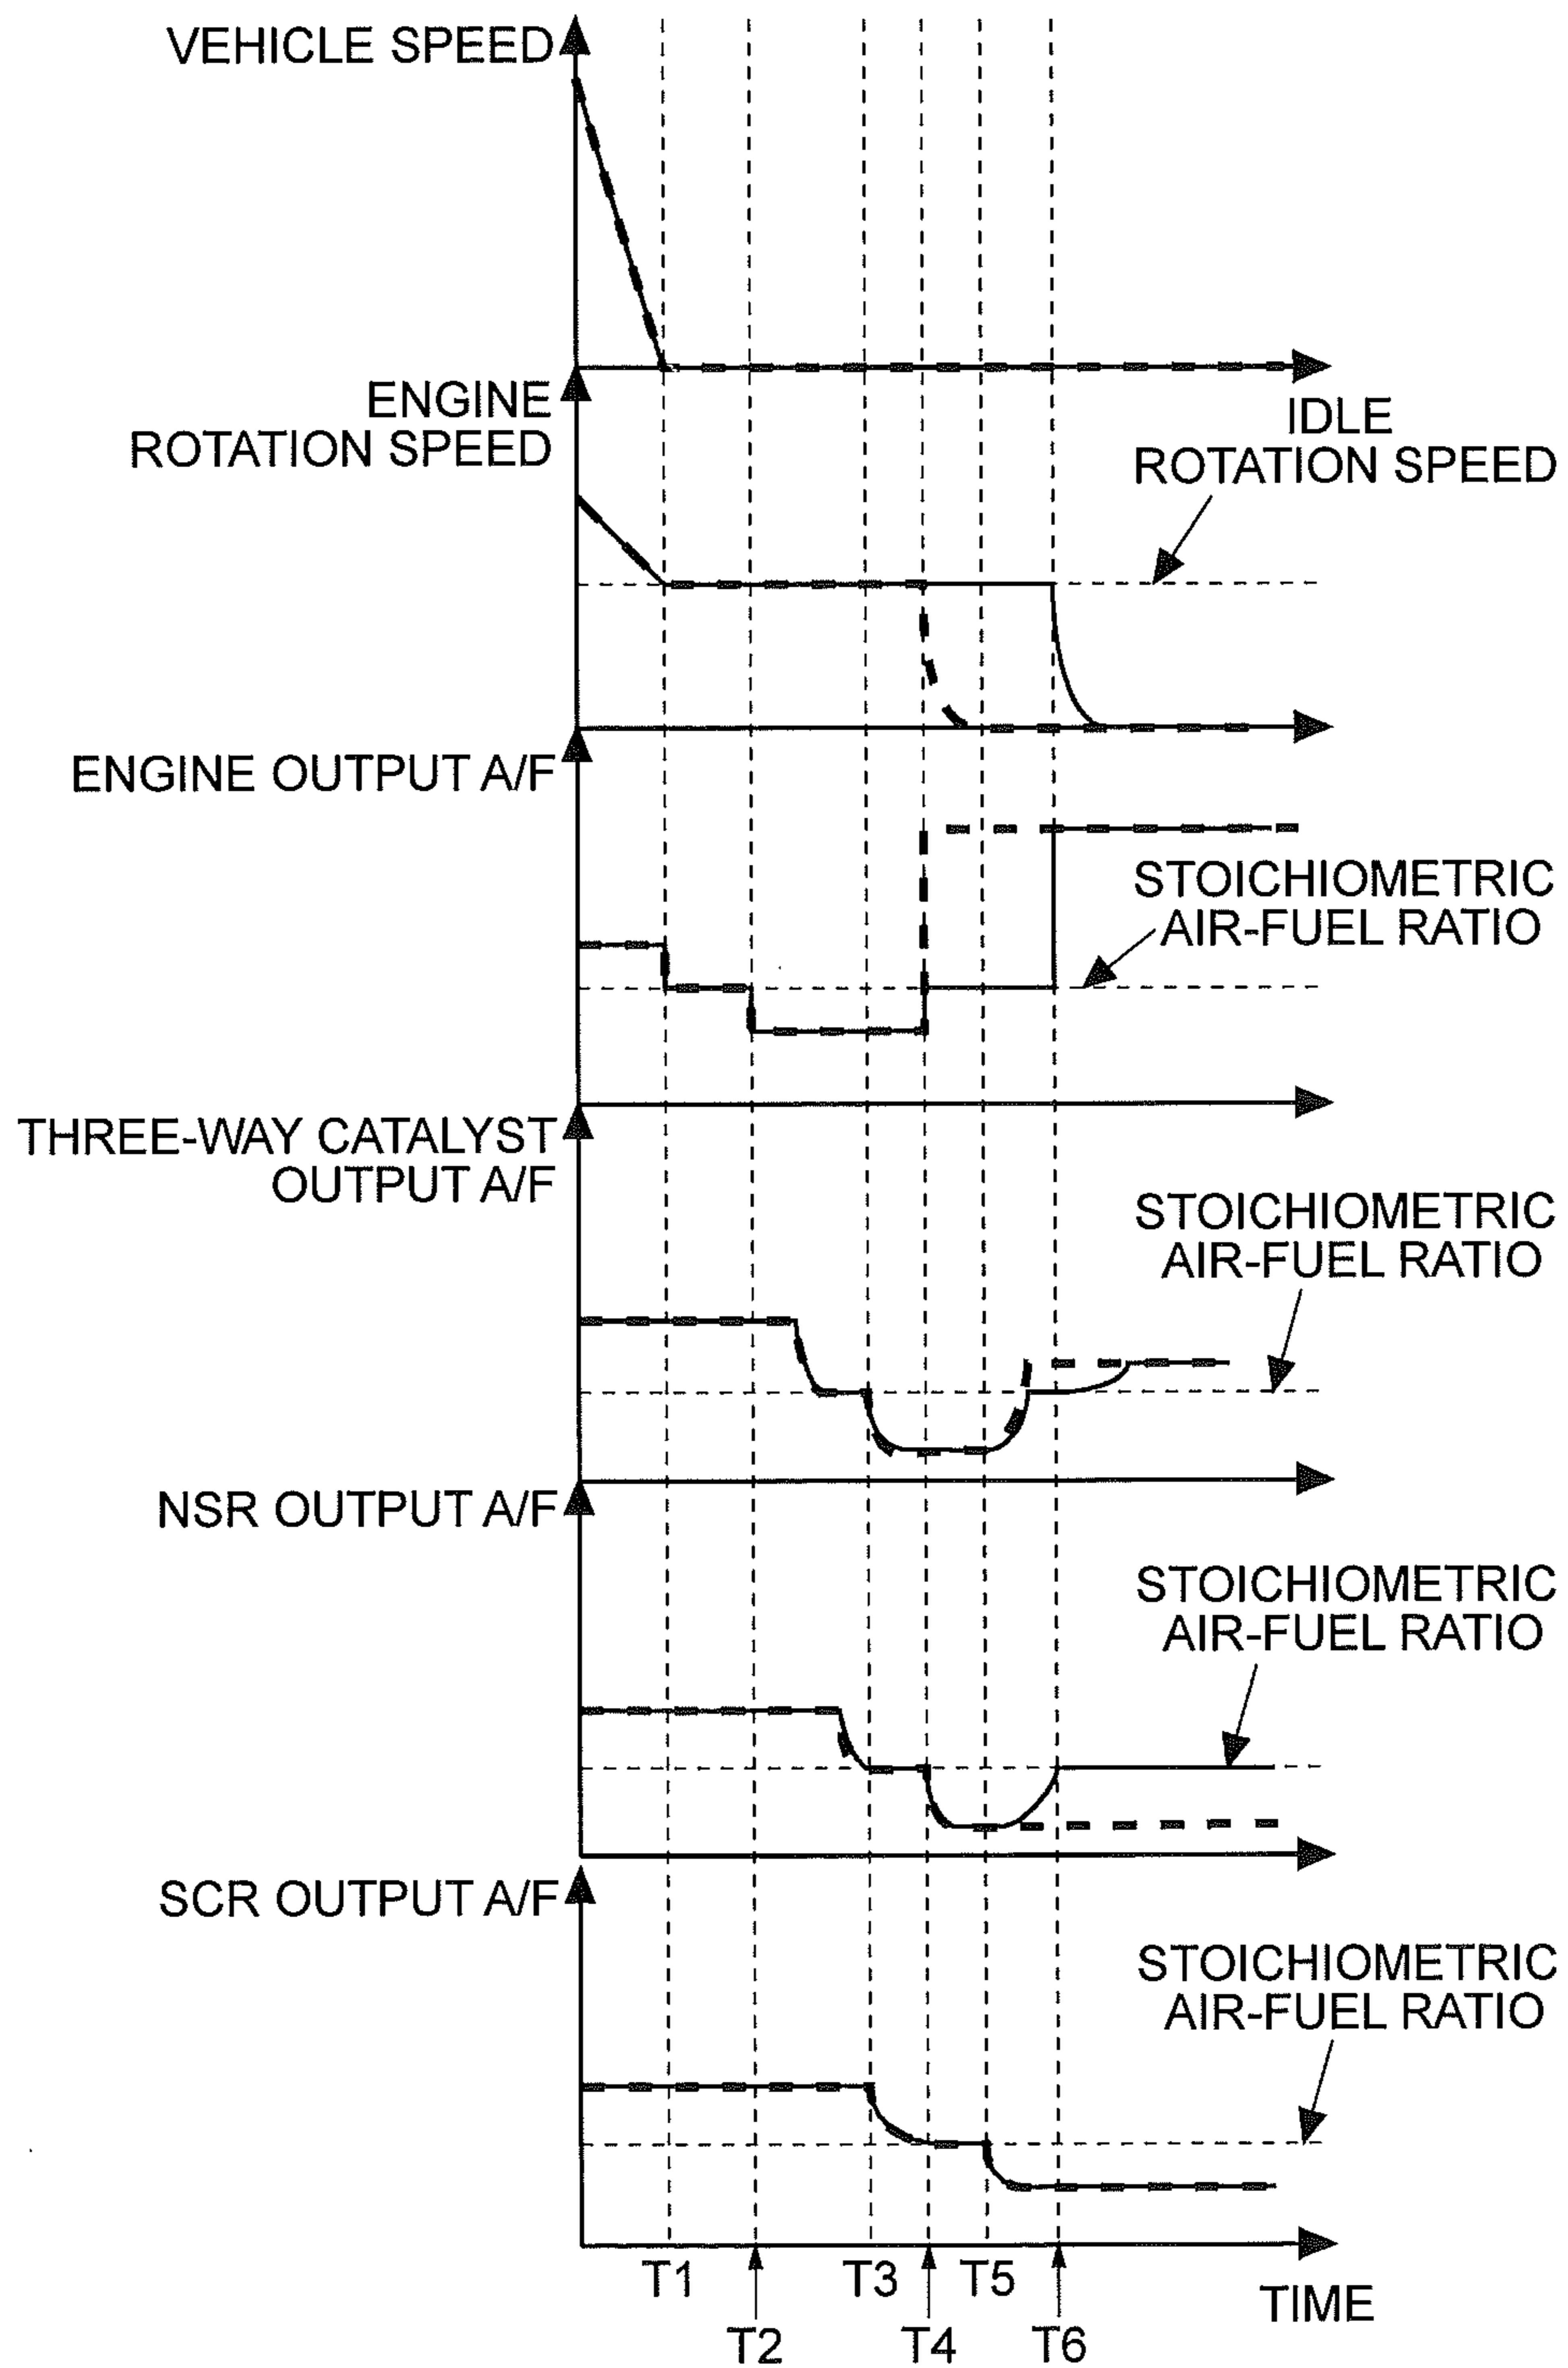 VEHICLE SPEED
ENGINE
ROTATION SPEED
IDLE
ROTATION SPEED
ENGINE OUTPUT A/F
STOICHIOMETRIC
AIR-FUEL RATIO
THREE-WAY CATALYST
OUTPUT A/F
STOICHIOMETRIC
AIR-FUEL RATIO
NSR OUTPUT A/F
STOICHIOMETRIC
AIR-FUEL RATIO
SCR OUTPUT A/F
STOICHIOMETRIC
AIR-FUEL RATIO
T1 T3 T5
TIME
T2 T4 T6